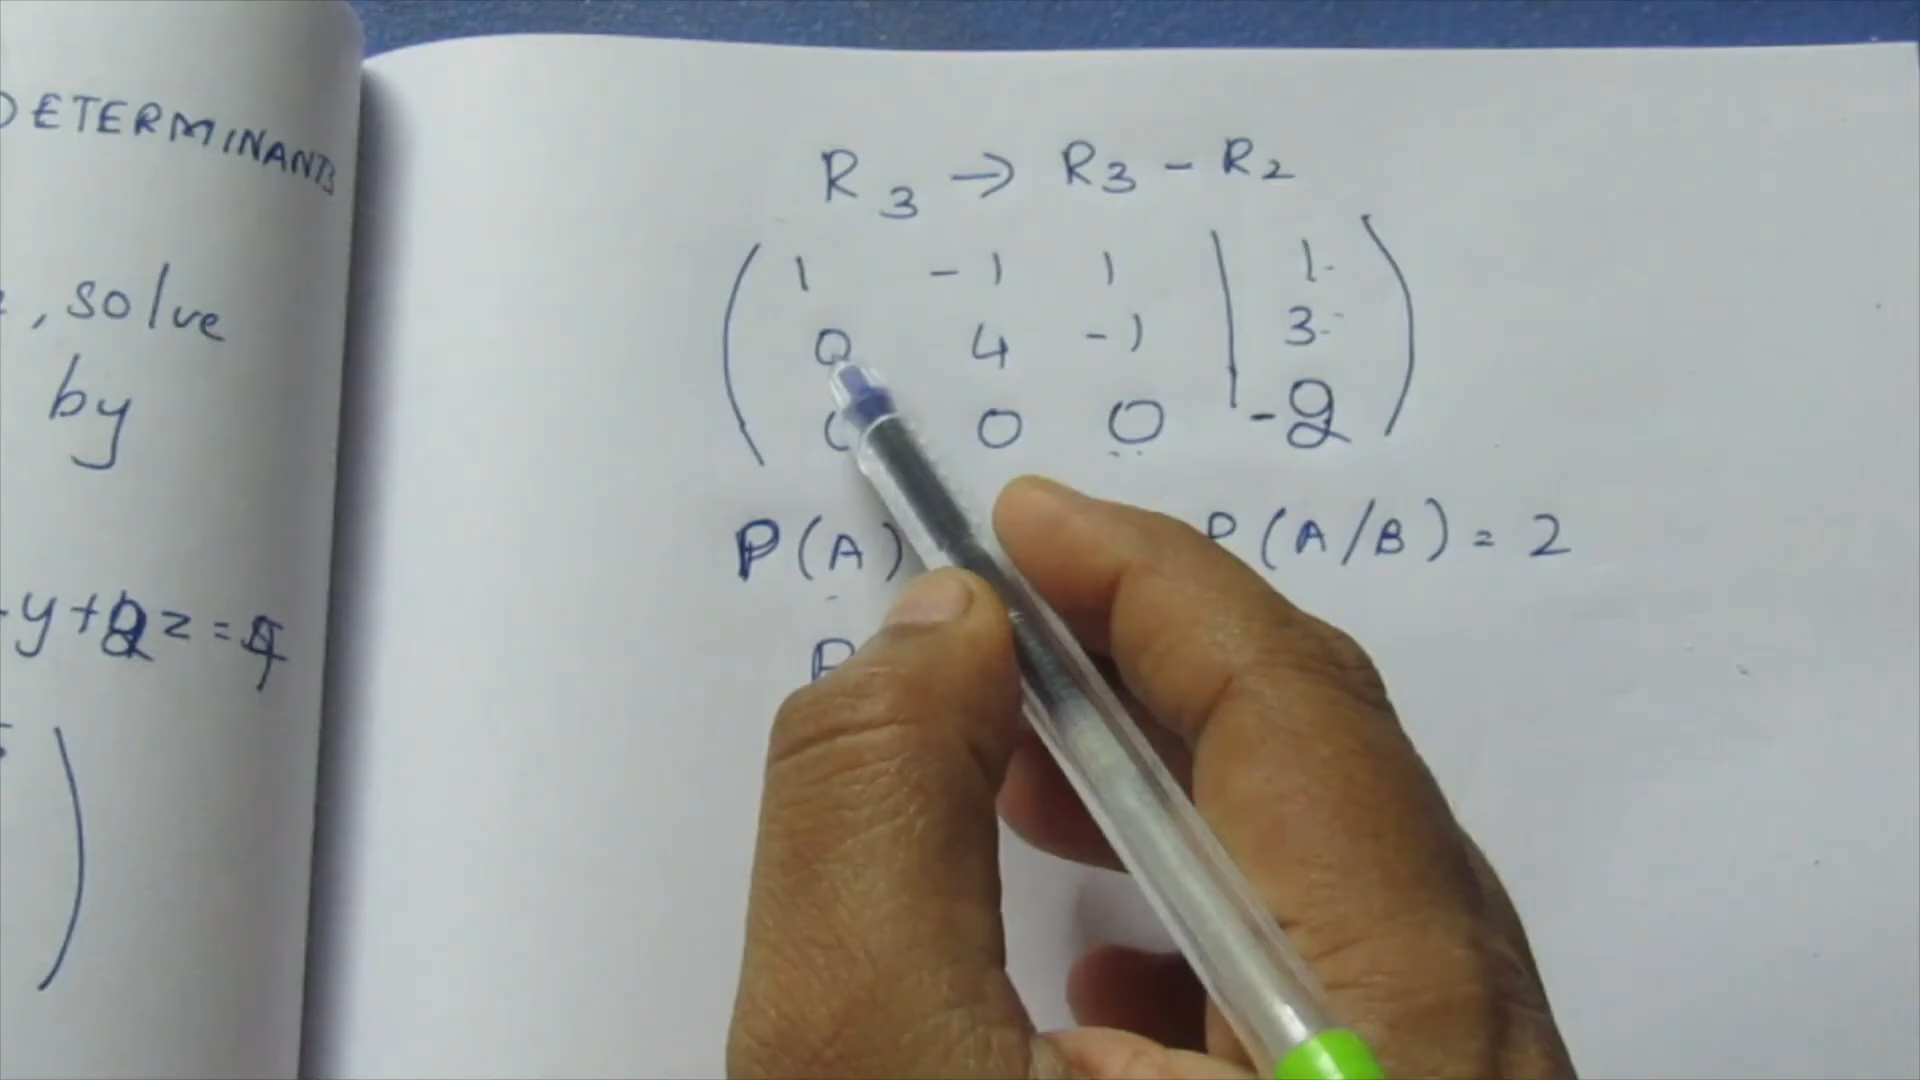 DETERMINANTS
, solve
by
-y+2z=4
R3 → R3 - R2
1 -1 1 1
0 4 -1 3
0 0 0 -2
P(A) P(A/B) = 2